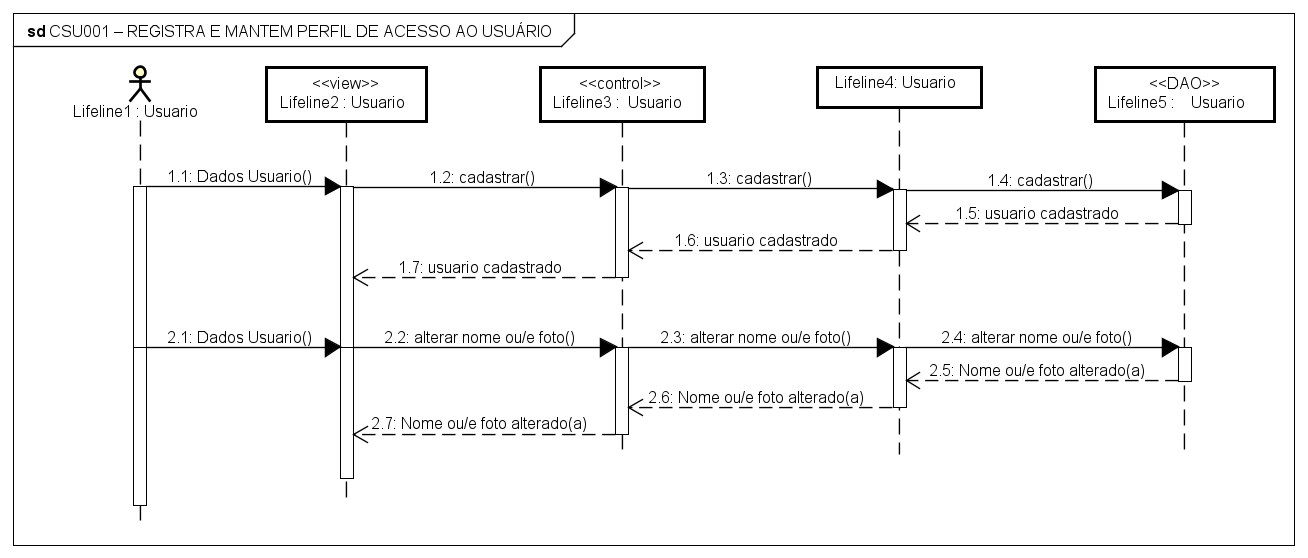 sd CSU001 – REGISTRA E MANTEM PERFIL DE ACESSO AO USUÁRIO
Lifeline1 : Usuario
<<view>>
Lifeline2 : Usuario
<<control>>
Lifeline3 : Usuario
Lifeline4: Usuario
<<DAO>>
Lifeline5 : Usuario
1.1: Dados Usuario()
1.2: cadastrar()
1.3: cadastrar()
1.4: cadastrar()
1.5: usuario cadastrado
1.6: usuario cadastrado
1.7: usuario cadastrado
2.1: Dados Usuario()
2.2: alterar nome ou/e foto()
2.3: alterar nome ou/e foto()
2.4: alterar nome ou/e foto()
2.5: Nome ou/e foto alterado(a)
2.6: Nome ou/e foto alterado(a)
2.7: Nome ou/e foto alterado(a)